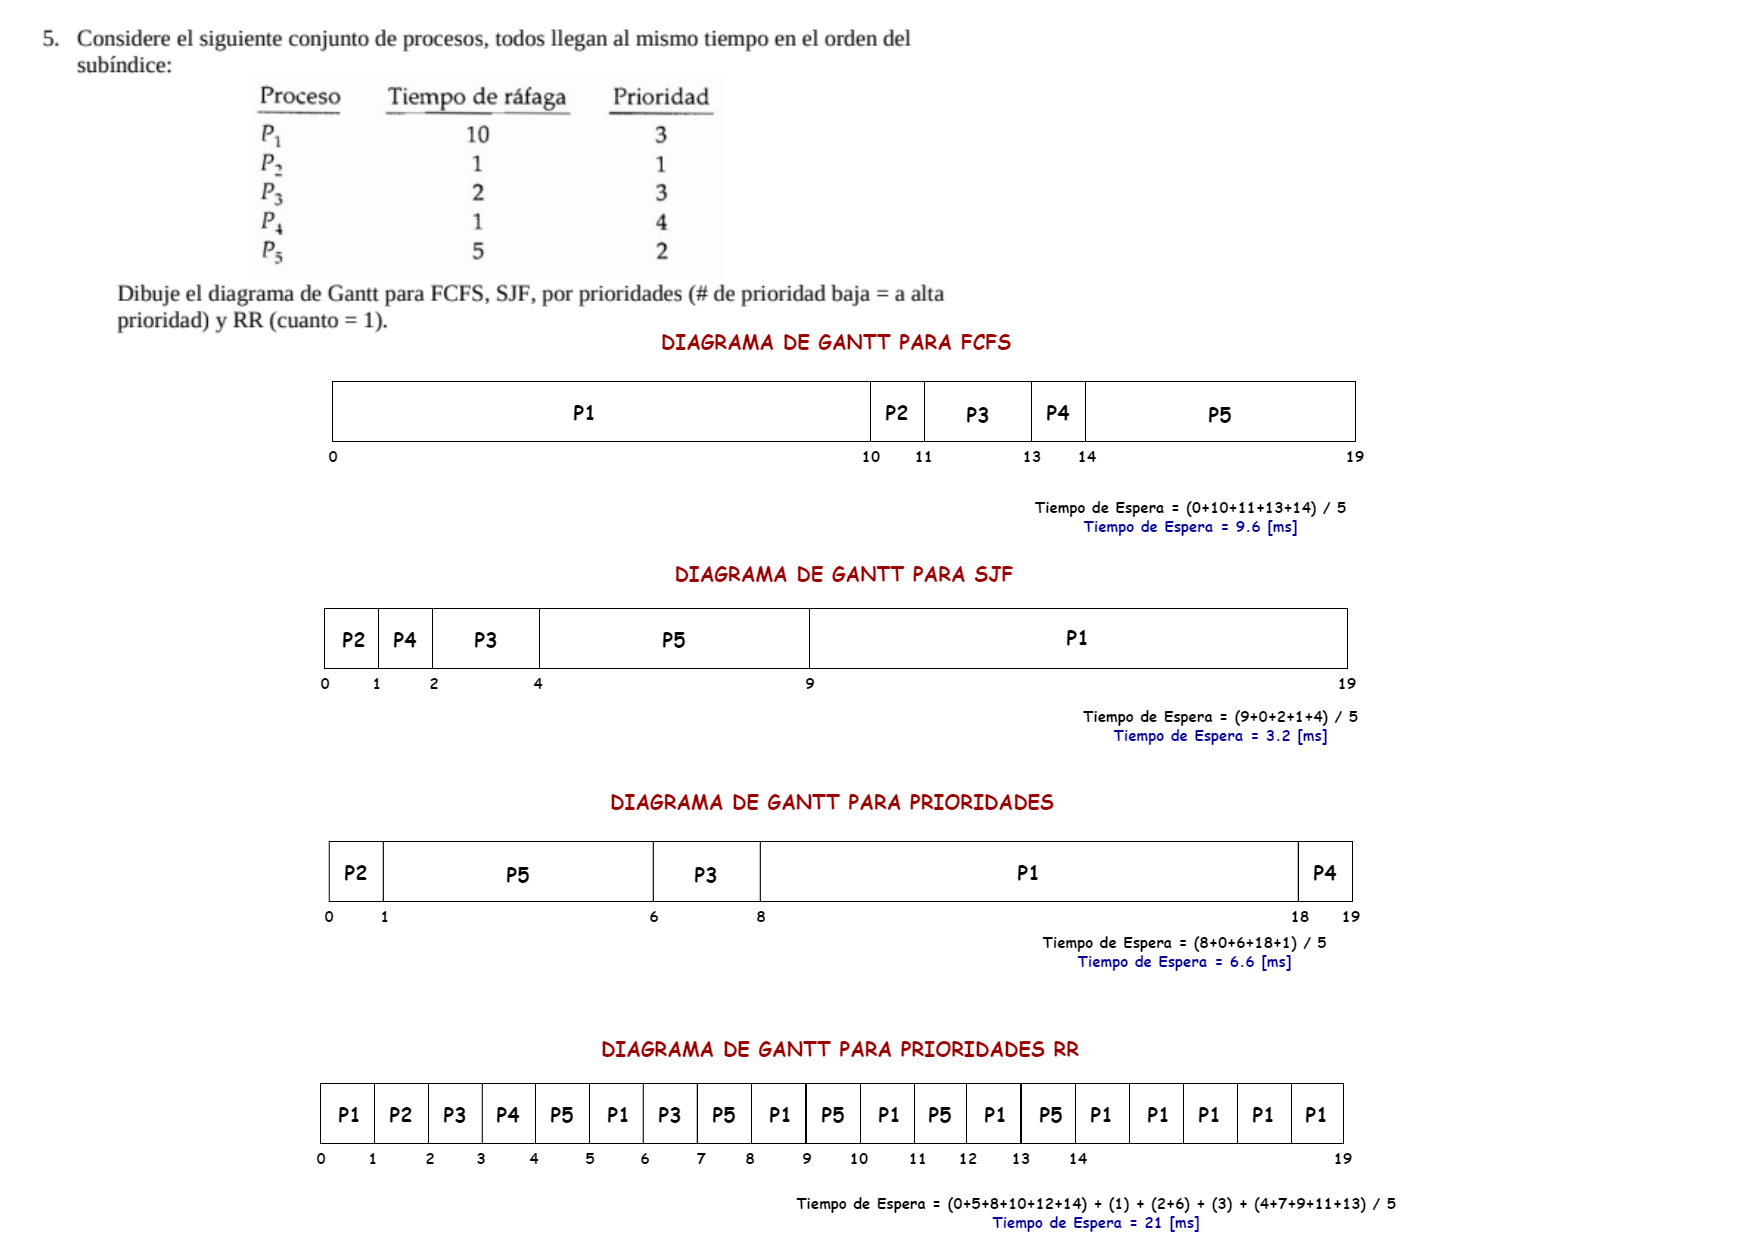 5. Considere el siguiente conjunto de procesos, todos llegan al mismo tiempo en el orden del
subíndice:
Proceso Tiempo de ráfaga Prioridad
P1 10 3
P2 1 1
P3 2 3
P4 1 4
P5 5 2
Dibuje el diagrama de Gantt para FCFS, SJF, por prioridades (# de prioridad baja = a alta
prioridad) y RR (cuanto = 1).
DIAGRAMA DE GANTT PARA FCFS
P1 P2 P3 P4 P5
0 10 11 13 14 19
Tiempo de Espera = (0+10+11+13+14) / 5
Tiempo de Espera = 9.6 [ms]
DIAGRAMA DE GANTT PARA SJF
P2 P4 P3 P5 P1
0 1 2 4 9 19
Tiempo de Espera = (9+0+2+1+4) / 5
Tiempo de Espera = 3.2 [ms]
DIAGRAMA DE GANTT PARA PRIORIDADES
P2 P5 P3 P1 P4
0 1 6 8 18 19
Tiempo de Espera = (8+0+6+18+1) / 5
Tiempo de Espera = 6.6 [ms]
DIAGRAMA DE GANTT PARA PRIORIDADES RR
P1 P2 P3 P4 P5 P1 P3 P5 P1 P5 P1 P5 P1 P5 P1 P1 P1 P1 P1
0 1 2 3 4 5 6 7 8 9 10 11 12 13 14 19
Tiempo de Espera = (0+5+8+10+12+14) + (1) + (2+6) + (3) + (4+7+9+11+13) / 5
Tiempo de Espera = 21 [ms]